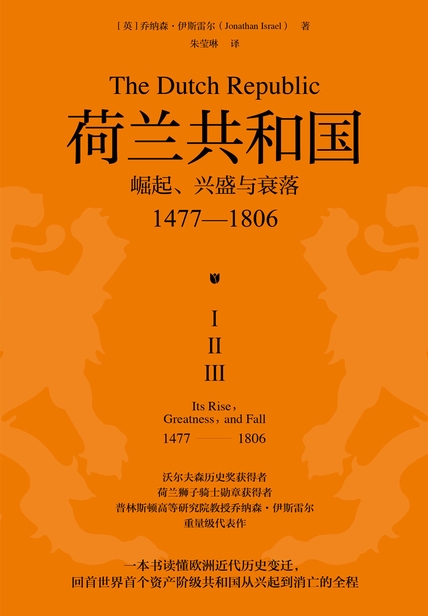 ［英］乔纳森·伊斯雷尔（Jonathan Israel） 著
朱莹琳 译
The Dutch Republic
荷兰共和国
崛起、兴盛与衰落
1477—1806
I
II
III
Its Rise,
Greatness, and Fall
1477 —— 1806
沃尔夫森历史奖获得者
荷兰狮子骑士勋章获得者
普林斯顿高等研究院教授乔纳森·伊斯雷尔
重量级代表作
一本书读懂欧洲近代历史变迁，
回首世界首个资产阶级共和国从兴起到消亡的全程